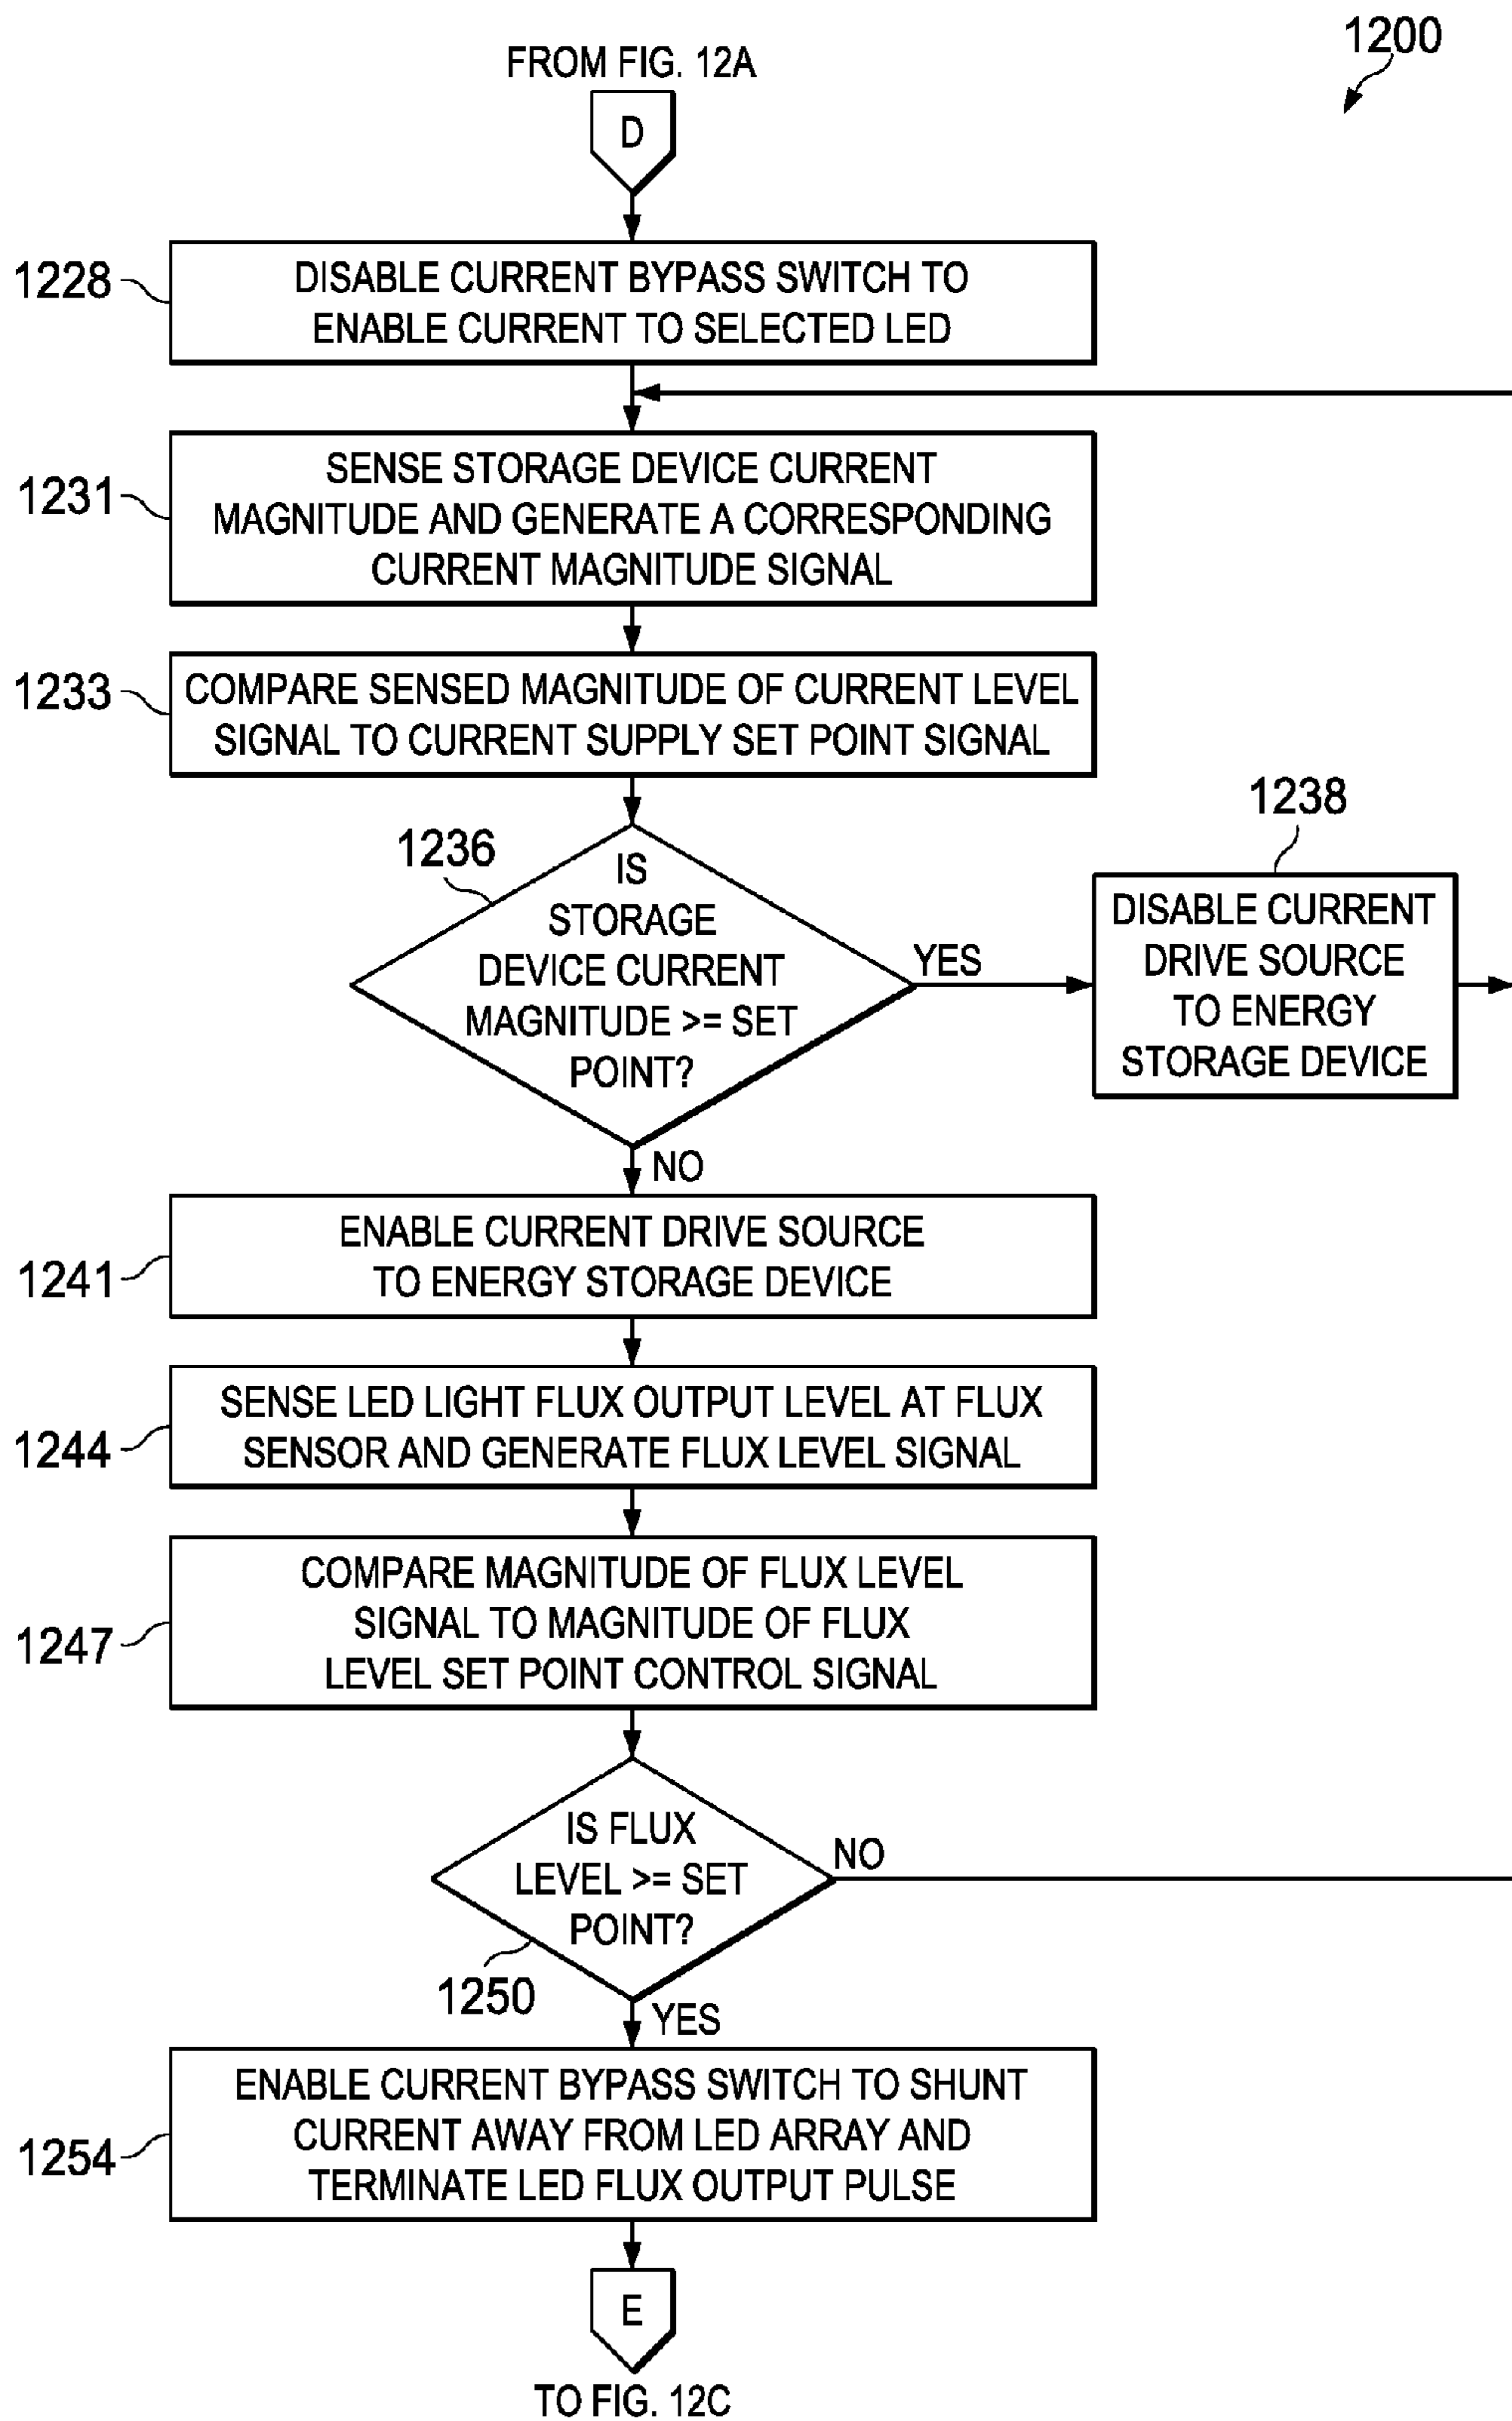 1200
FROM FIG. 12A
D
1228
DISABLE CURRENT BYPASS SWITCH TO
ENABLE CURRENT TO SELECTED LED
1231
SENSE STORAGE DEVICE CURRENT
MAGNITUDE AND GENERATE A CORRESPONDING
CURRENT MAGNITUDE SIGNAL
1233
COMPARE SENSED MAGNITUDE OF CURRENT LEVEL
SIGNAL TO CURRENT SUPPLY SET POINT SIGNAL
1236
IS
STORAGE
DEVICE CURRENT
MAGNITUDE >= SET
POINT?
YES
1238
DISABLE CURRENT
DRIVE SOURCE
TO ENERGY
STORAGE DEVICE
NO
1241
ENABLE CURRENT DRIVE SOURCE
TO ENERGY STORAGE DEVICE
1244
SENSE LED LIGHT FLUX OUTPUT LEVEL AT FLUX
SENSOR AND GENERATE FLUX LEVEL SIGNAL
1247
COMPARE MAGNITUDE OF FLUX LEVEL
SIGNAL TO MAGNITUDE OF FLUX
LEVEL SET POINT CONTROL SIGNAL
IS FLUX
LEVEL >= SET
POINT?
NO
1250
YES
1254
ENABLE CURRENT BYPASS SWITCH TO SHUNT
CURRENT AWAY FROM LED ARRAY AND
TERMINATE LED FLUX OUTPUT PULSE
E
TO FIG. 12C